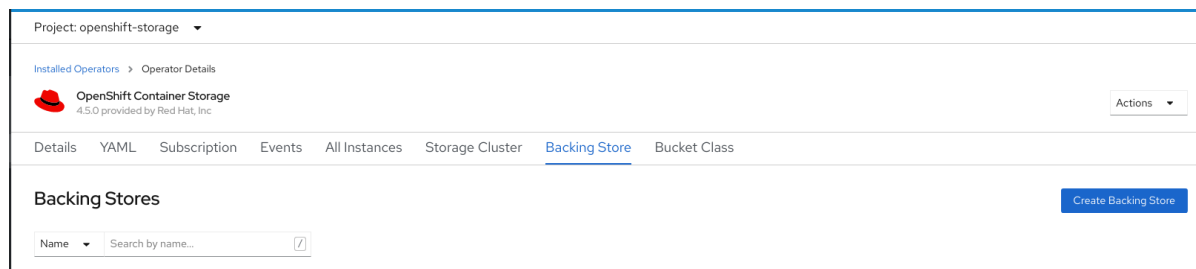 Project: openshift-storage
Installed Operators > Operator Details
OpenShift Container Storage
4.5.0 provided by Red Hat, Inc
Actions
Details YAML Subscription Events All Instances Storage Cluster Backing Store Bucket Class
Backing Stores
Create Backing Store
Name Search by name... /